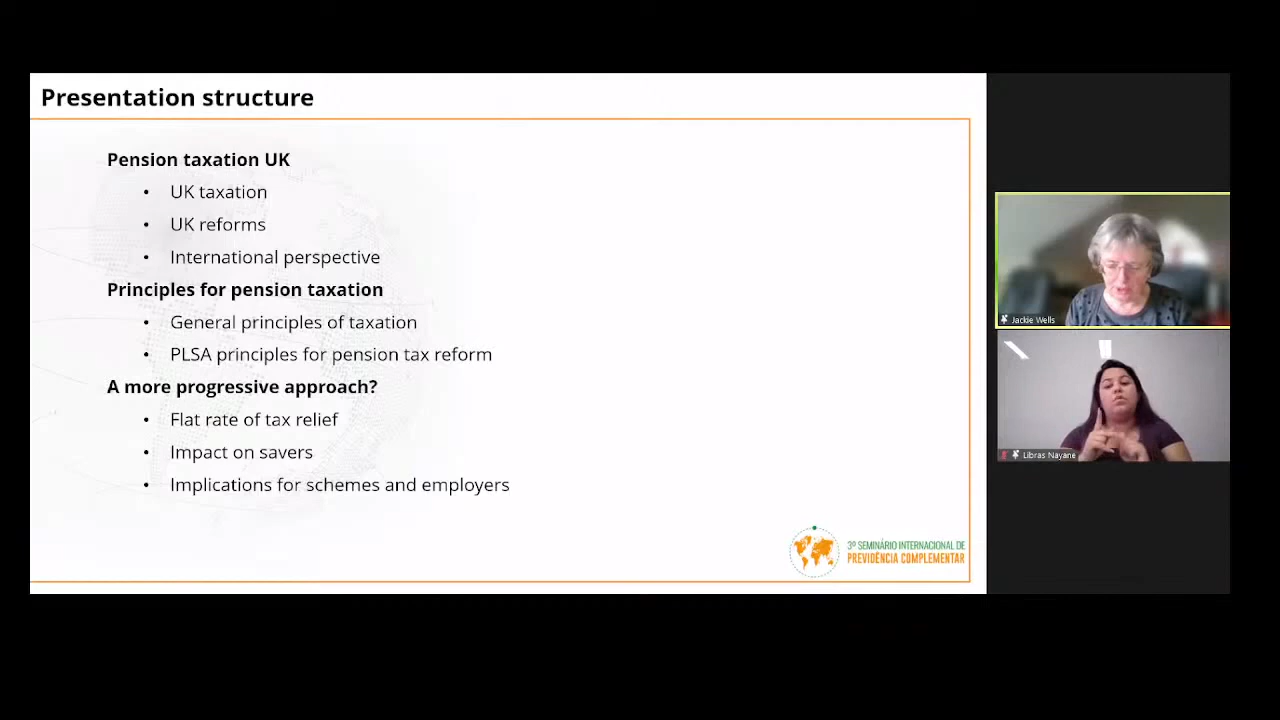 Presentation structure
Pension taxation UK
• UK taxation
• UK reforms
• International perspective
Principles for pension taxation
• General principles of taxation
• PLSA principles for pension tax reform
A more progressive approach?
• Flat rate of tax relief
• Impact on savers
• Implications for schemes and employers
3º SEMINÁRIO INTERNACIONAL DE
PREVIDÊNCIA COMPLEMENTAR
Jackie Wells
Libras Nayane